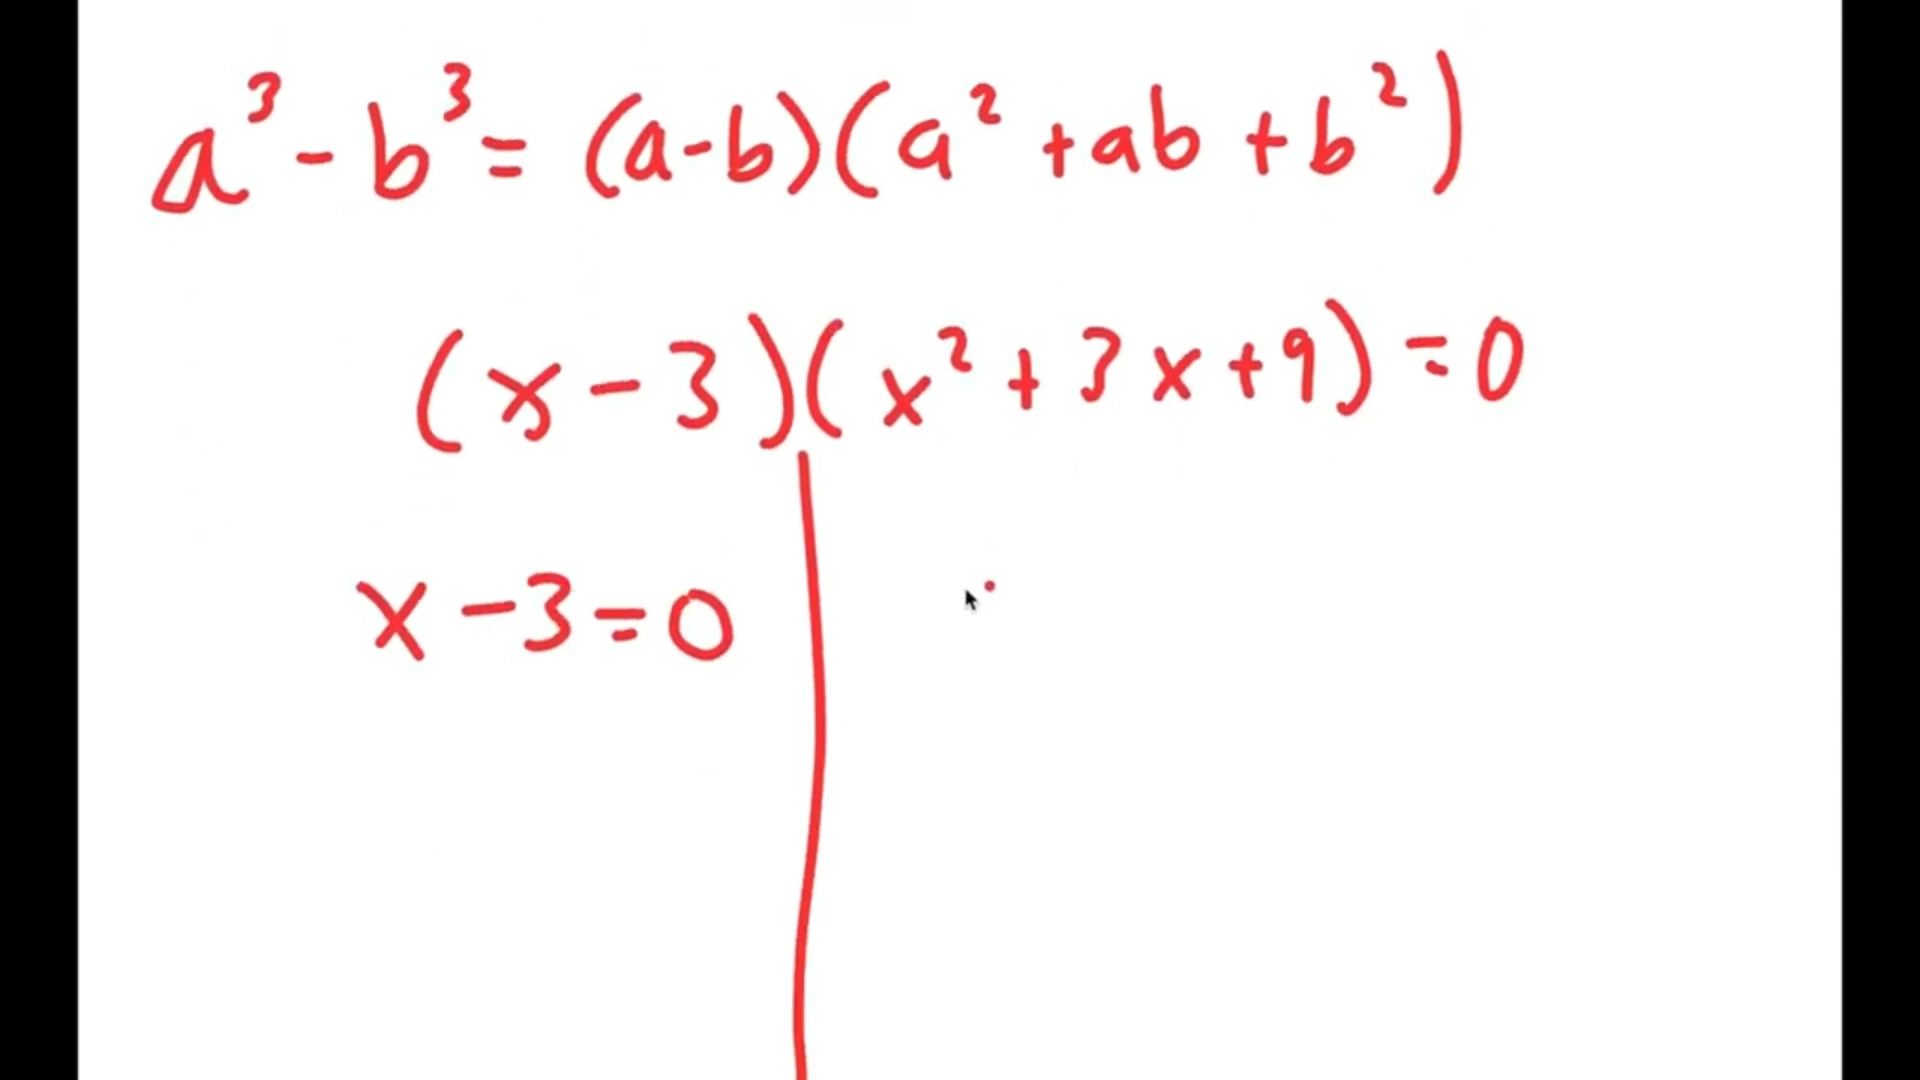 a³ - b³ = (a-b)(a² + ab + b²)
(x - 3)(x² + 3x + 9) = 0
x - 3 = 0